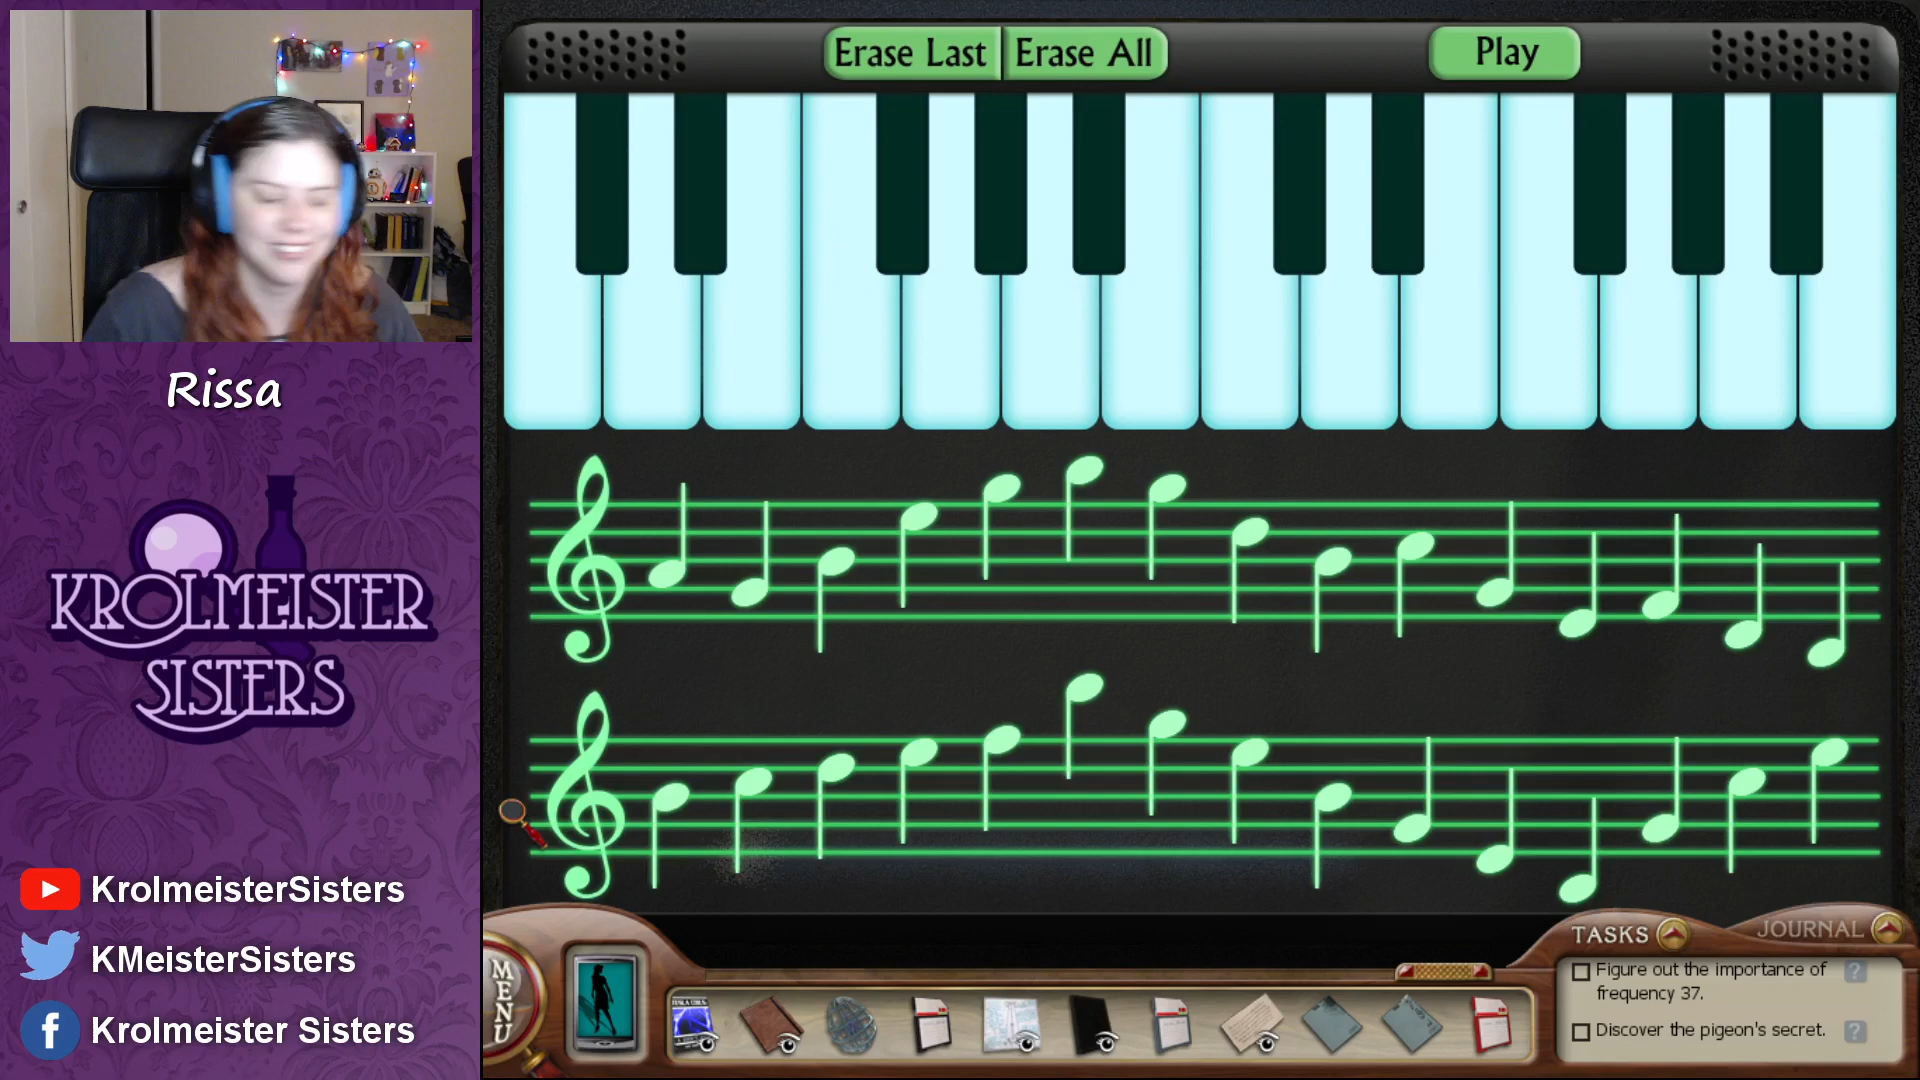 Erase Last
Erase All
Play
Rissa
KROLMEISTER
SISTERS
KrolmeisterSisters
KMeisterSisters
f
Krolmeister Sisters
MENU
TASKS
JOURNAL
Figure out the importance of
frequency 37.
?
Discover the pigeon's secret.
?